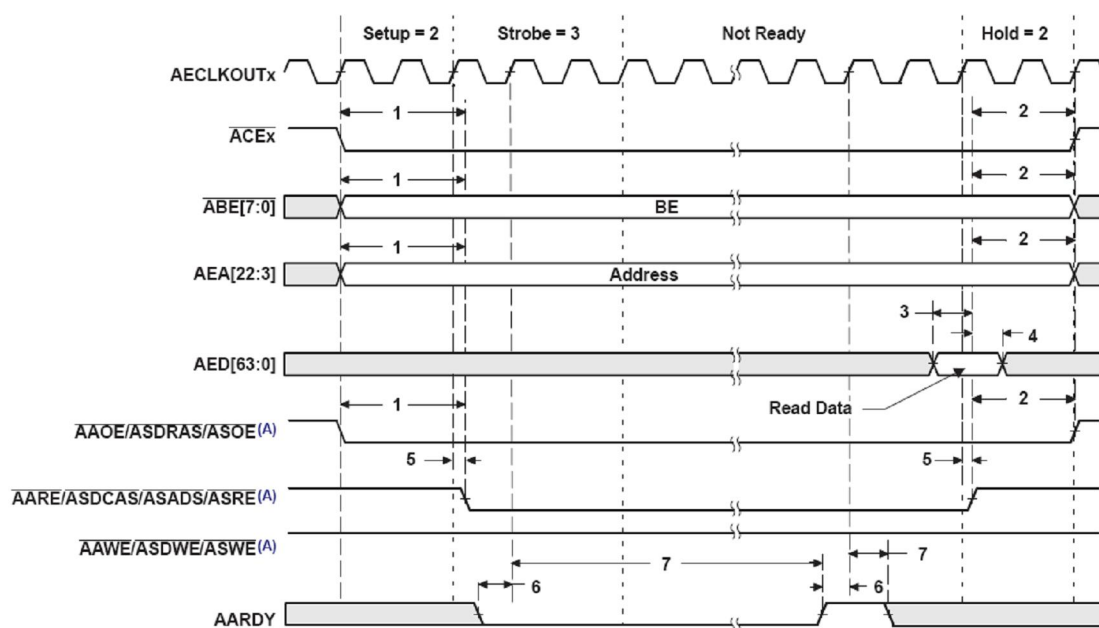 Setup = 2 Strobe = 3 Not Ready Hold = 2
AECLKOUTx
1 2
ACEx
1 2
ABE[7:0] BE
1 2
AEA[22:3] Address
3
4
AED[63:0]
Read Data
1 2
AAOE/ASDRAS/ASOE(A)
5 5
AARE/ASDCAS/ASADS/ASRE(A)
AAWE/ASDWE/ASWE(A)
7 7
6 6
AARDY